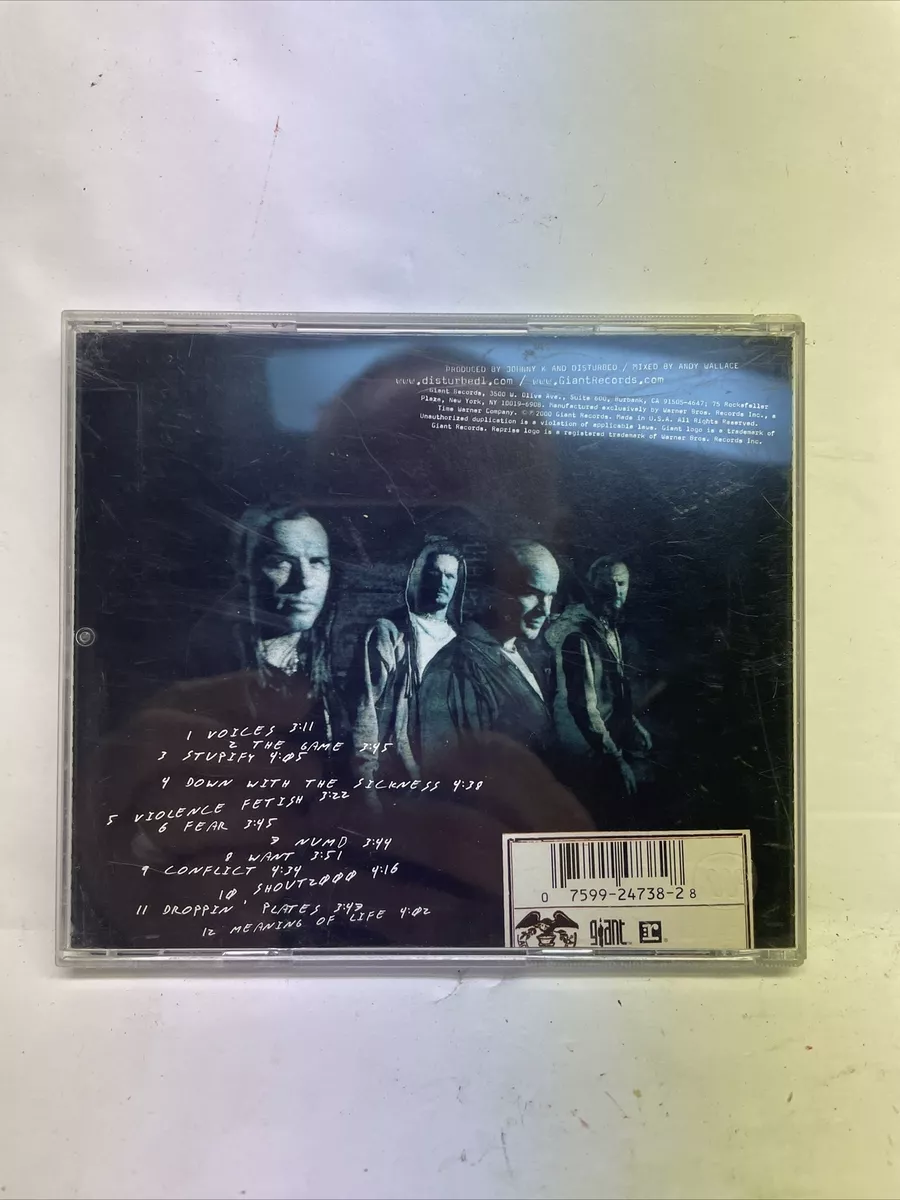 PRODUCED BY JOHNNY K AND DISTURBED / MIXED BY ANDY WALLACE
www.disturbed1.com / www.GiantRecords.com
Giant Records, 3500 W. Olive Ave., Suite 600, Burbank, CA 91505-4647; 75 Rockefeller
Plaza, New York, NY 10019-6908. Manufactured exclusively by Warner Bros. Records Inc., a
Time Warner Company. ©℗2000 Giant Records. Made in U.S.A. All Rights Reserved.
Unauthorized duplication is a violation of applicable laws. Giant logo is a trademark of
Giant Records. Reprise logo is a registered trademark of Warner Bros. Records Inc.
1 VOICES 3:11
2 THE GAME 3:45
3 STUPIFY 4:05
4 DOWN WITH THE SICKNESS 4:38
5 VIOLENCE FETISH 3:22
6 FEAR 3:45
NUMB 3:44
8 WANT 3:51
9 CONFLICT 4:34
10 SHOUT2000 4:16
11 DROPPIN' PLATES 3:43
12 MEANING OF LIFE 4:02
0 7599-24738-2 8
giant r